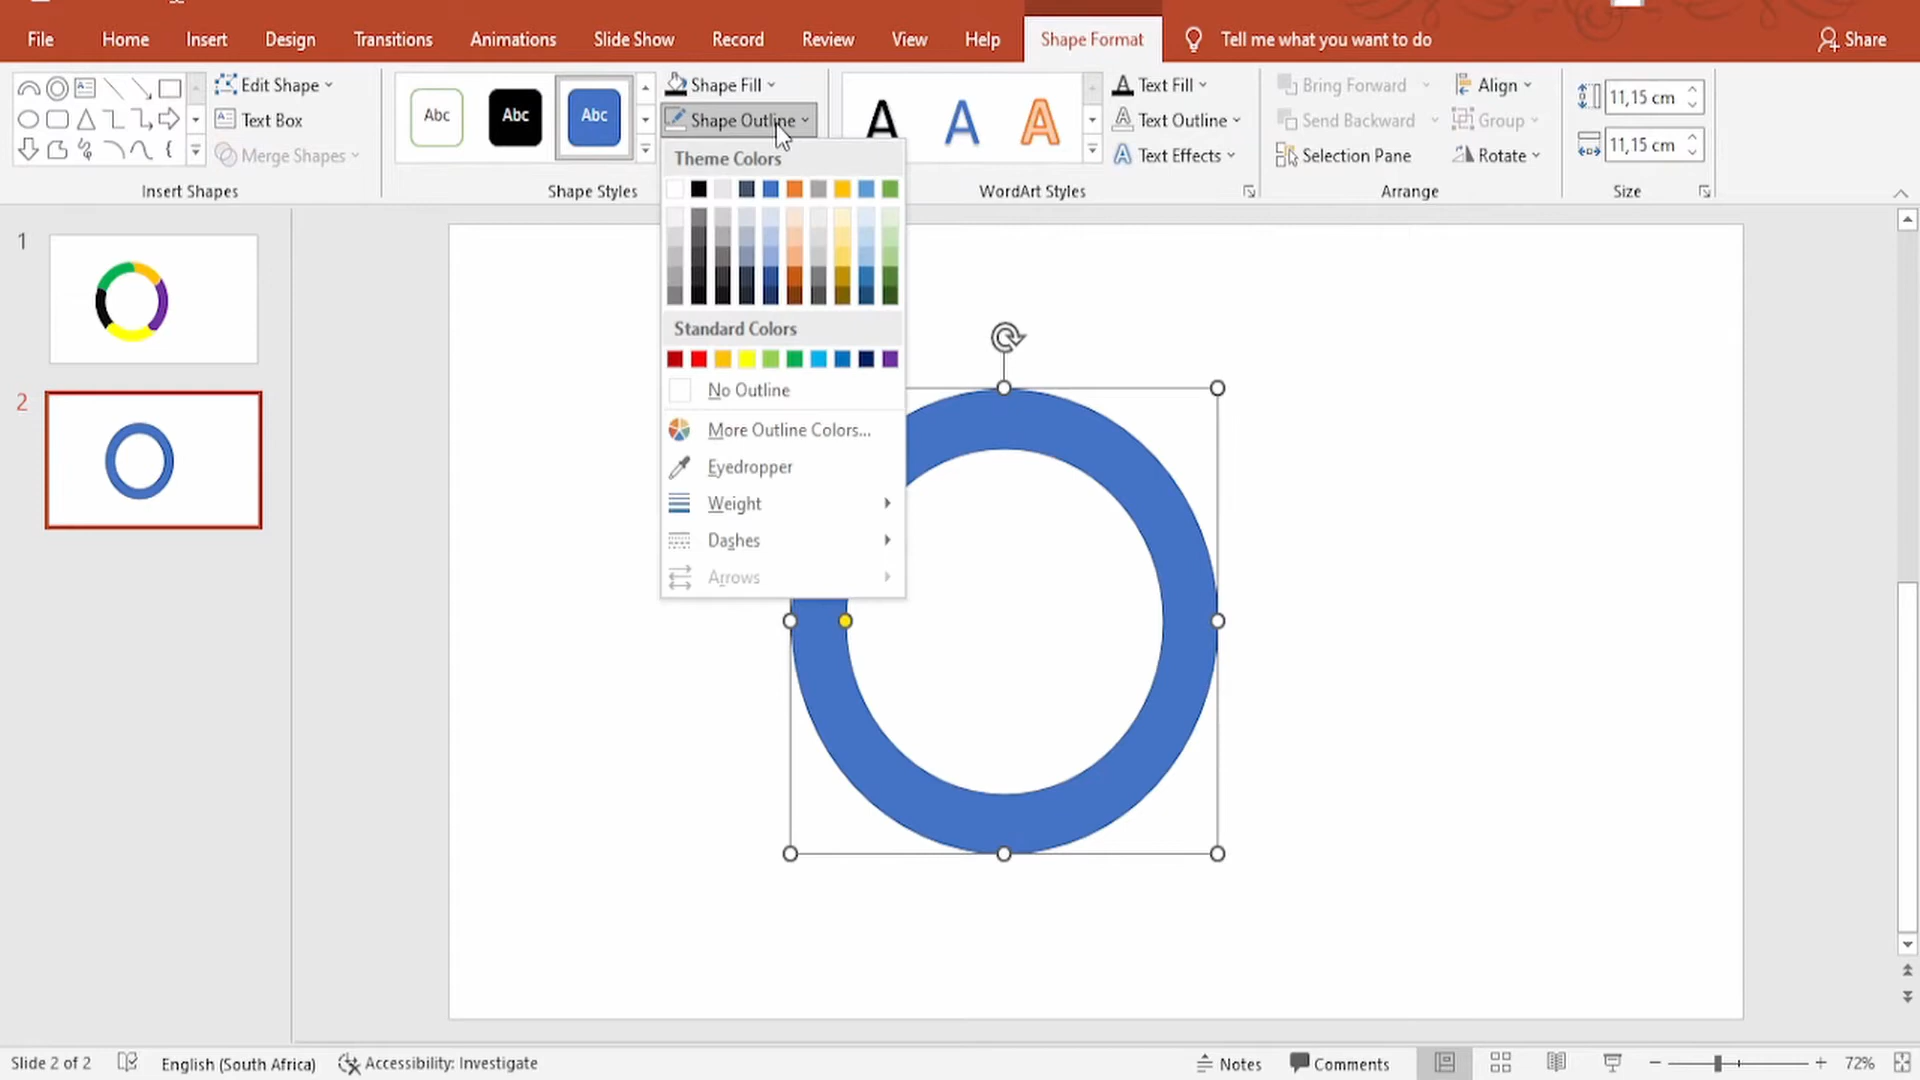 File Home Insert Design Transitions Animations Slide Show Record Review View Help Shape Format Tell me what you want to do Share
Edit Shape Abc Abc Abc Shape Fill Text Fill Bring Forward Align 11,15 cm
Text Box Shape Outline A A A Text Outline Send Backward Group
Merge Shapes Text Effects Selection Pane Rotate 11,15 cm
Insert Shapes Shape Styles WordArt Styles Arrange Size
Theme Colors
Standard Colors
No Outline
More Outline Colors...
Eyedropper
Weight
Dashes
Arrows
1
2
Slide 2 of 2 English (South Africa) Accessibility: Investigate Notes Comments 72%